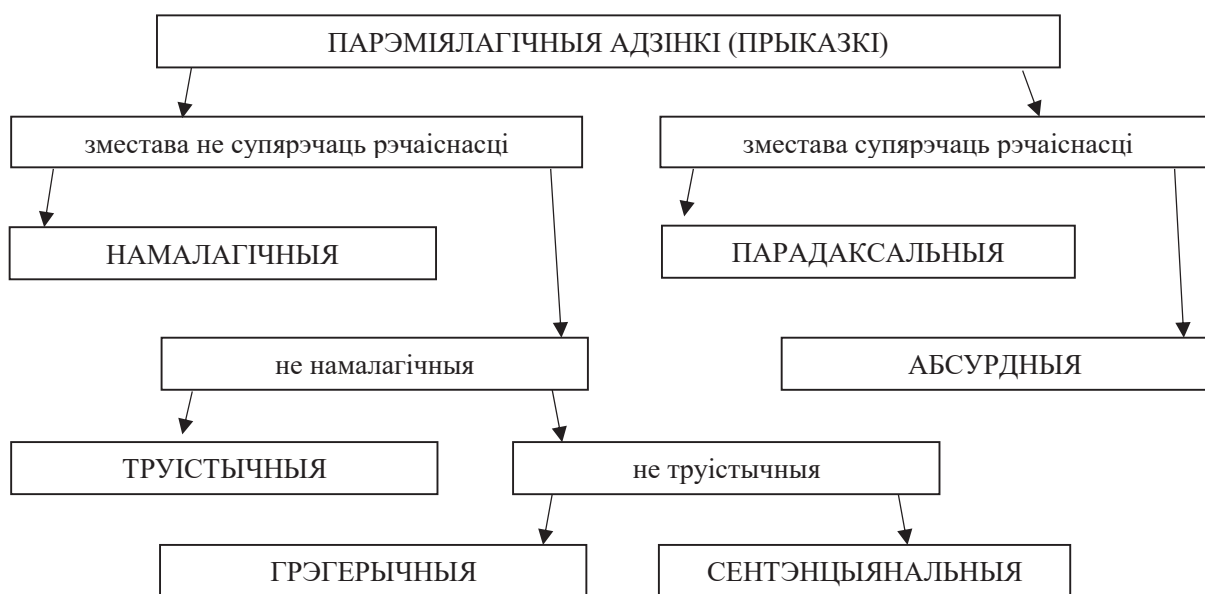 ПАРЭМІЯЛАГІЧНЫЯ АДЗІНКІ (ПРЫКАЗКІ)
зместава не супярэчаць рэчаіснасці
зместава супярэчаць рэчаіснасці
НАМАЛАГІЧНЫЯ
ПАРАДАКСАЛЬНЫЯ
не намалагічныя
АБСУРДНЫЯ
ТРУІСТЫЧНЫЯ
не труістычныя
ГРЭГЕРЫЧНЫЯ
СЕНТЭНЦЫЯНАЛЬНЫЯ